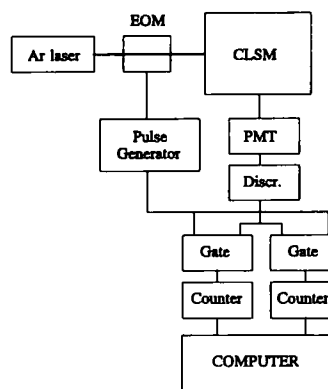 EOM
Ar laser
CLSM
Pulse
Generator
PMT
Discr.
Gate
Gate
Counter
Counter
COMPUTER